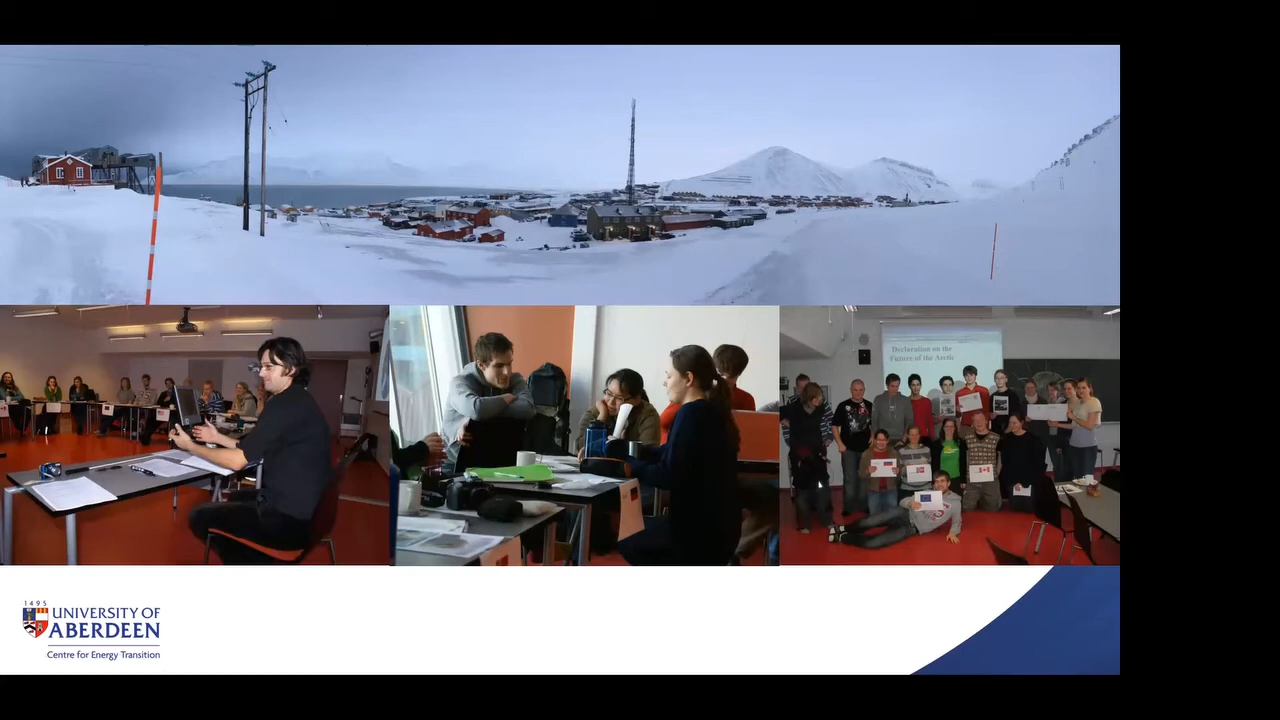 Declaration on the
Future of the Arctic
1495
UNIVERSITY OF
ABERDEEN
Centre for Energy Transition